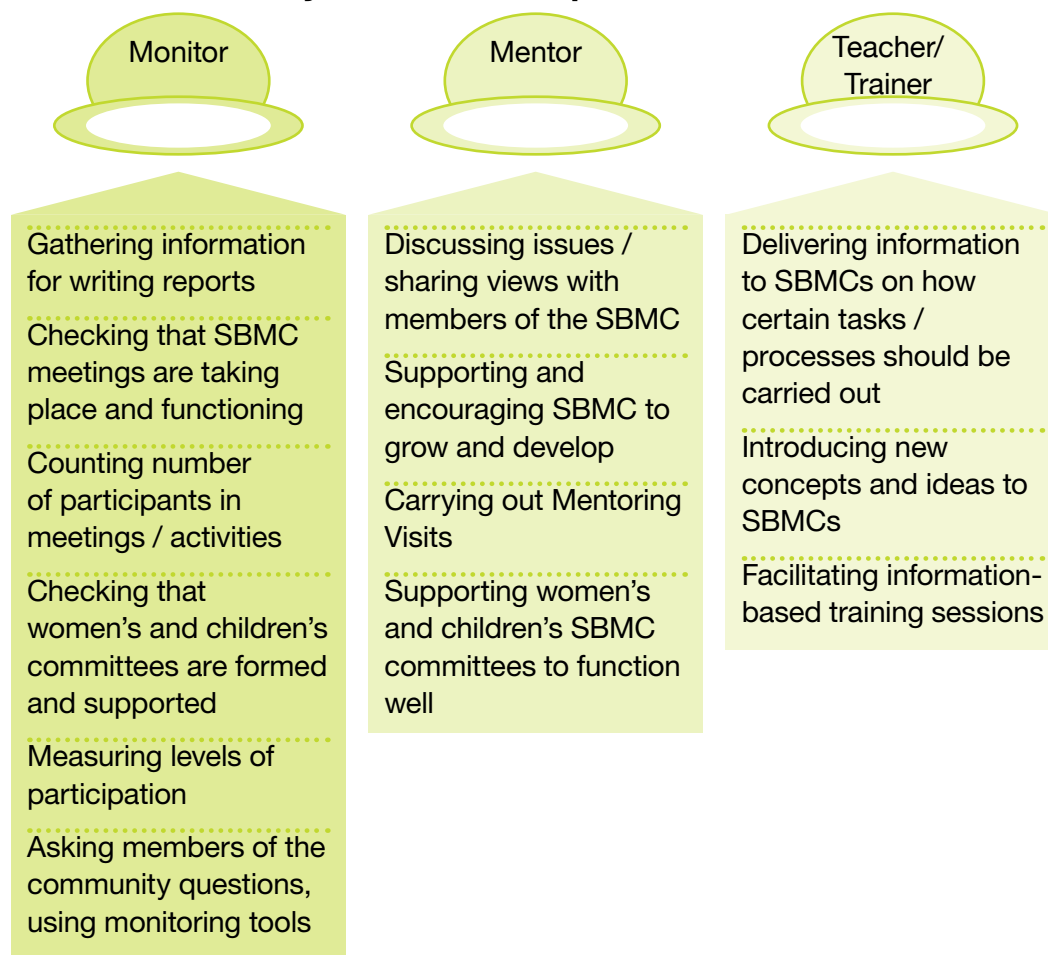 Monitor
Gathering information
for writing reports
Checking that SBMC
meetings are taking
place and functioning
Counting number
of participants in
meetings / activities
Checking that
women's and children's
committees are formed
and supported
Measuring levels of
participation
Asking members of the
community questions,
using monitoring tools
Mentor
Discussing issues /
sharing views with
members of the SBMC
Supporting and
encouraging SBMC to
grow and develop
Carrying out Mentoring
Visits
Supporting women's
and children's SBMC
committees to function
well
Teacher/
Trainer
Delivering information
to SBMCs on how
certain tasks /
processes should be
carried out
Introducing new
concepts and ideas to
SBMCs
Facilitating information-
based training sessions